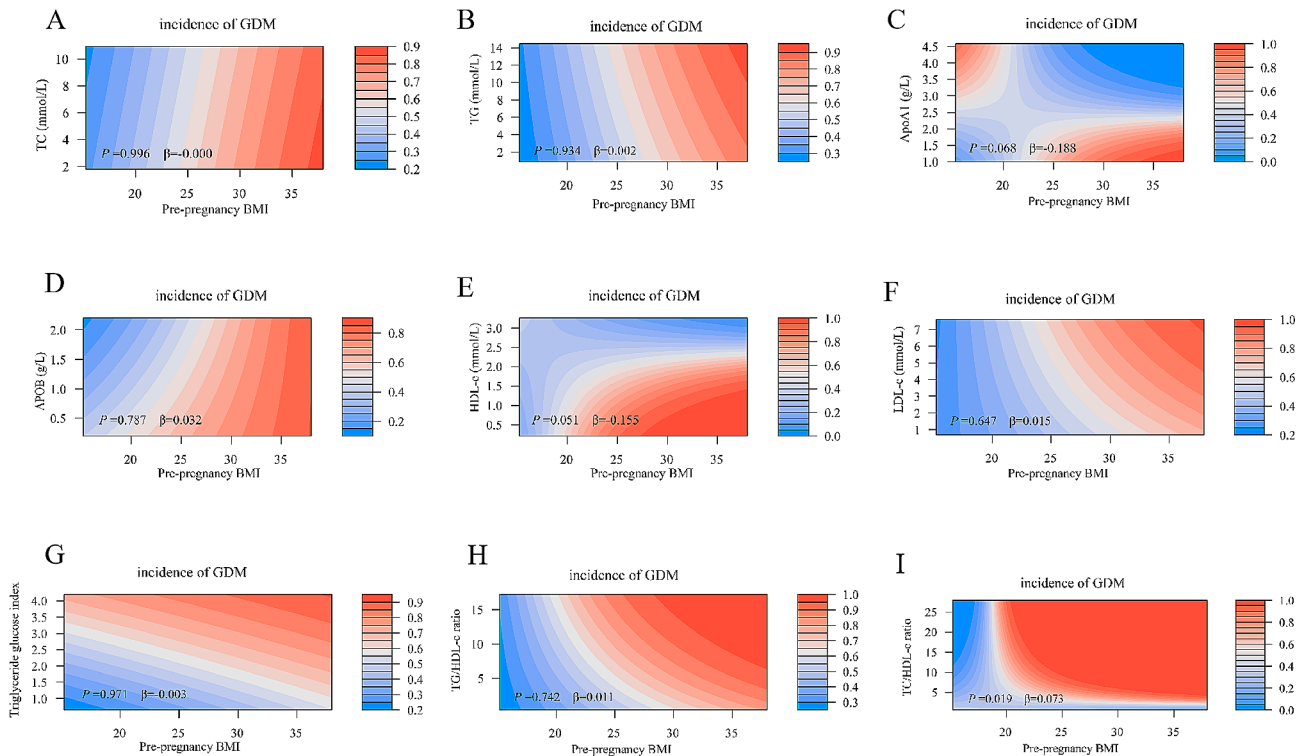 A
incidence of GDM
TC (mmol/L)
10
8
6
4
2
P =0.996 β=-0.000
20 25 30 35
Pre-pregnancy BMI
0.9
0.8
0.7
0.6
0.5
0.4
0.3
0.2
B
incidence of GDM
TG (mmol/L)
14
12
10
8
6
4
2
P =0.934 β=0.002
20 25 30 35
Pre-pregnancy BMI
0.9
0.8
0.7
0.6
0.5
0.4
0.3
C
incidence of GDM
ApoA1 (g/L)
4.5
4.0
3.5
3.0
2.5
2.0
1.5
1.0
P =0.068 β=-0.188
20 25 30 35
Pre-pregnancy BMI
1.0
0.8
0.6
0.4
0.2
0.0
D
incidence of GDM
APOB (g/L)
2.0
1.5
1.0
0.5
P =0.787 β=0.032
20 25 30 35
Pre-pregnancy BMI
0.8
0.6
0.4
0.2
E
incidence of GDM
HDL-c (mmol/L)
3.0
2.5
2.0
1.5
1.0
0.5
P =0.051 β=-0.155
20 25 30 35
Pre-pregnancy BMI
1.0
0.8
0.6
0.4
0.2
0.0
F
incidence of GDM
LDL-c (mmol/L)
7
6
5
4
3
2
1
P =0.647 β=0.015
20 25 30 35
Pre-pregnancy BMI
1.0
0.8
0.6
0.4
0.2
G
incidence of GDM
Triglyceride glucose index
4.0
3.5
3.0
2.5
2.0
1.5
1.0
P =0.971 β=-0.003
20 25 30 35
Pre-pregnancy BMI
0.9
0.8
0.7
0.6
0.5
0.4
0.3
0.2
H
incidence of GDM
TG/HDL-c ratio
15
10
5
P =0.742 β=0.011
20 25 30 35
Pre-pregnancy BMI
1.0
0.9
0.8
0.7
0.6
0.5
0.4
0.3
I
incidence of GDM
TC/HDL-c ratio
25
20
15
10
5
P =0.019 β=0.073
20 25 30 35
Pre-pregnancy BMI
1.0
0.8
0.6
0.4
0.2
0.0